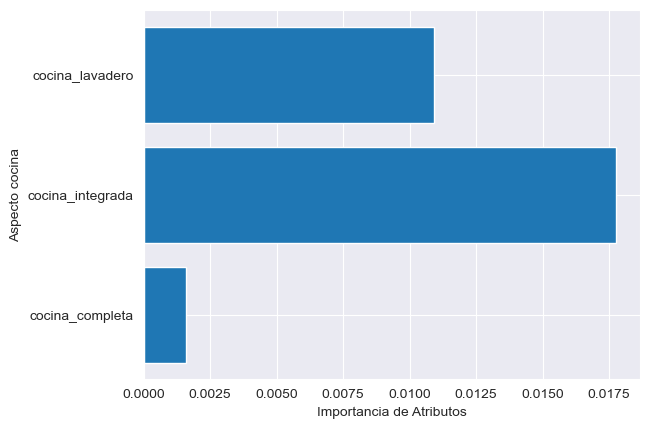 cocina_lavadero
cocina_integrada
cocina_completa
Aspecto cocina
0.0000 0.0025 0.0050 0.0075 0.0100 0.0125 0.0150 0.0175
Importancia de Atributos